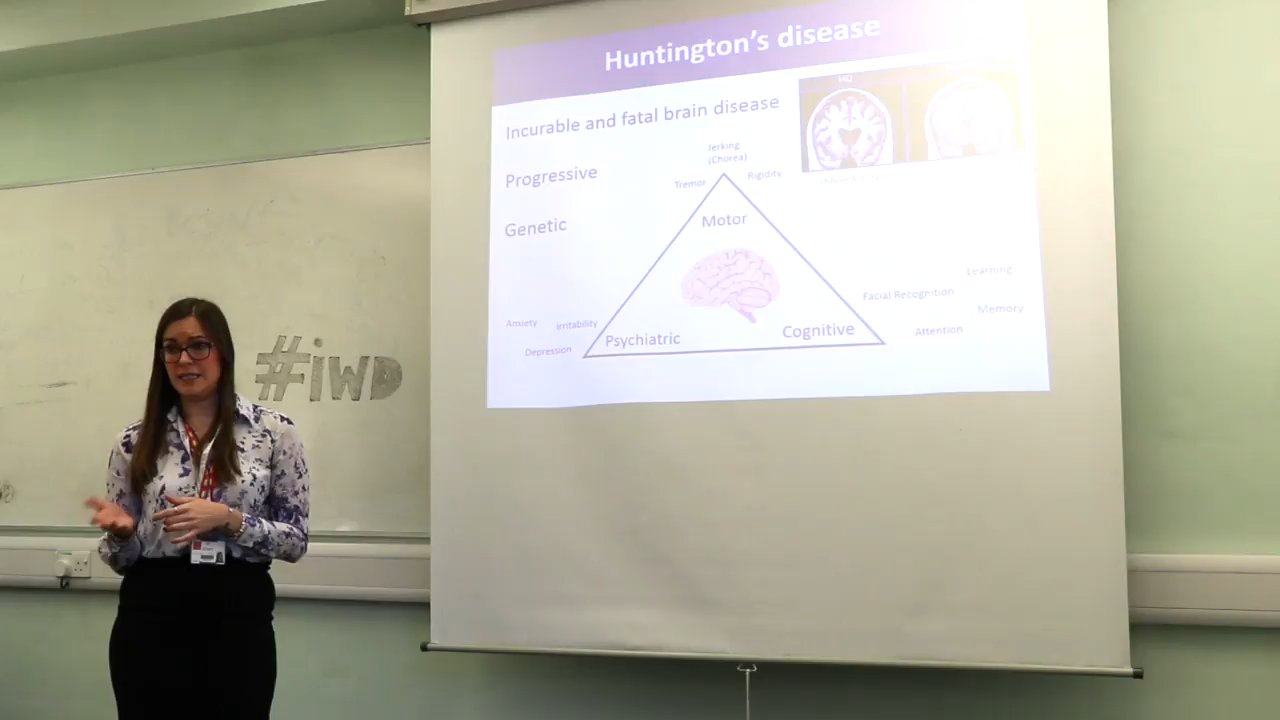 Huntington's disease
Incurable and fatal brain disease
Progressive
Genetic
HD
Jerking
(Chorea)
Tremor
Rigidity
Motor
Learning
Facial Recognition
Memory
Attention
Cognitive
Anxiety
Irritability
Depression
Psychiatric
#iWD